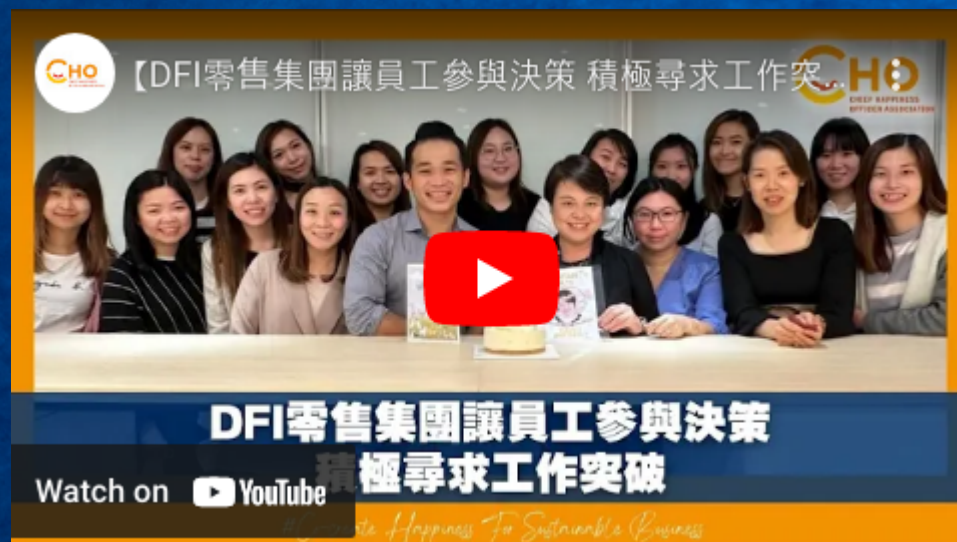 CHO
【DFI零售集團讓員工參與決策 積極尋求工作突...
CHO
CHIEF HAPPINESS
OFFICER ASSOCIATION
DFI零售集團讓員工參與決策
積極尋求工作突破
Watch on YouTube
Happiness For Sustainable Business